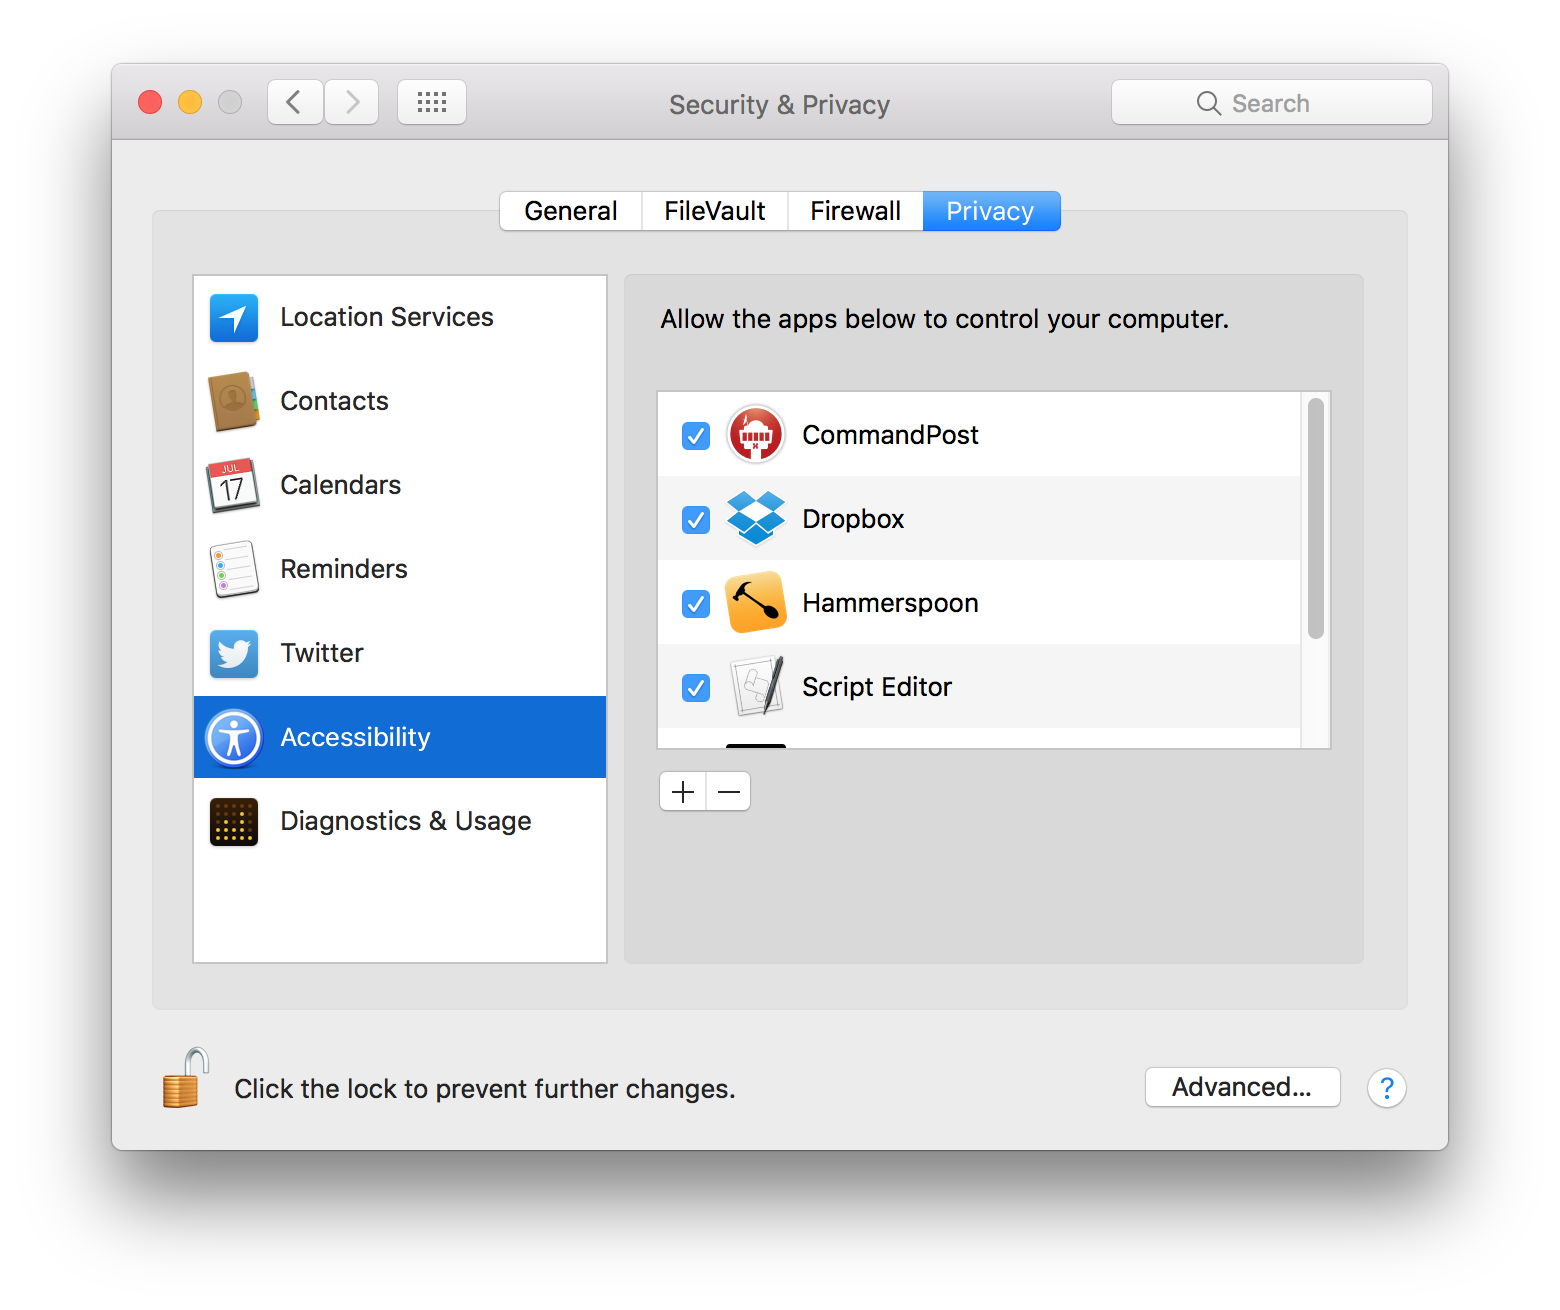 Security & Privacy
Search
General
FileVault
Firewall
Privacy
Location Services
Contacts
JUL
17
Calendars
Reminders
Twitter
Accessibility
Diagnostics & Usage
Allow the apps below to control your computer.
CommandPost
Dropbox
Hammerspoon
Script Editor
Click the lock to prevent further changes.
Advanced...
?